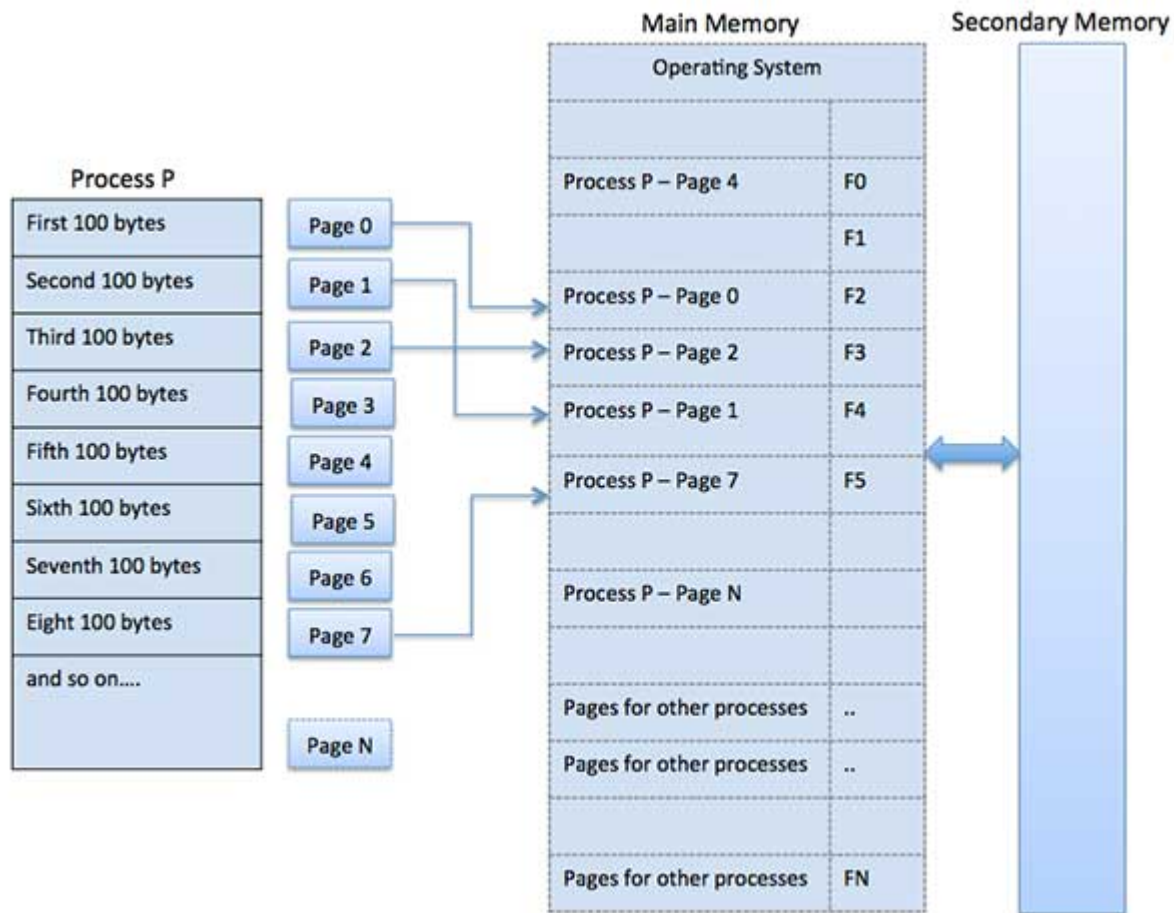 Main Memory
Secondary Memory
Operating System
Process P
First 100 bytes
Second 100 bytes
Third 100 bytes
Fourth 100 bytes
Fifth 100 bytes
Sixth 100 bytes
Seventh 100 bytes
Eight 100 bytes
and so on....
Page 0
Page 1
Page 2
Page 3
Page 4
Page 5
Page 6
Page 7
Page N
Process P – Page 4 F0
F1
Process P – Page 0 F2
Process P – Page 2 F3
Process P – Page 1 F4
Process P – Page 7 F5
Process P – Page N
Pages for other processes ..
Pages for other processes ..
Pages for other processes FN